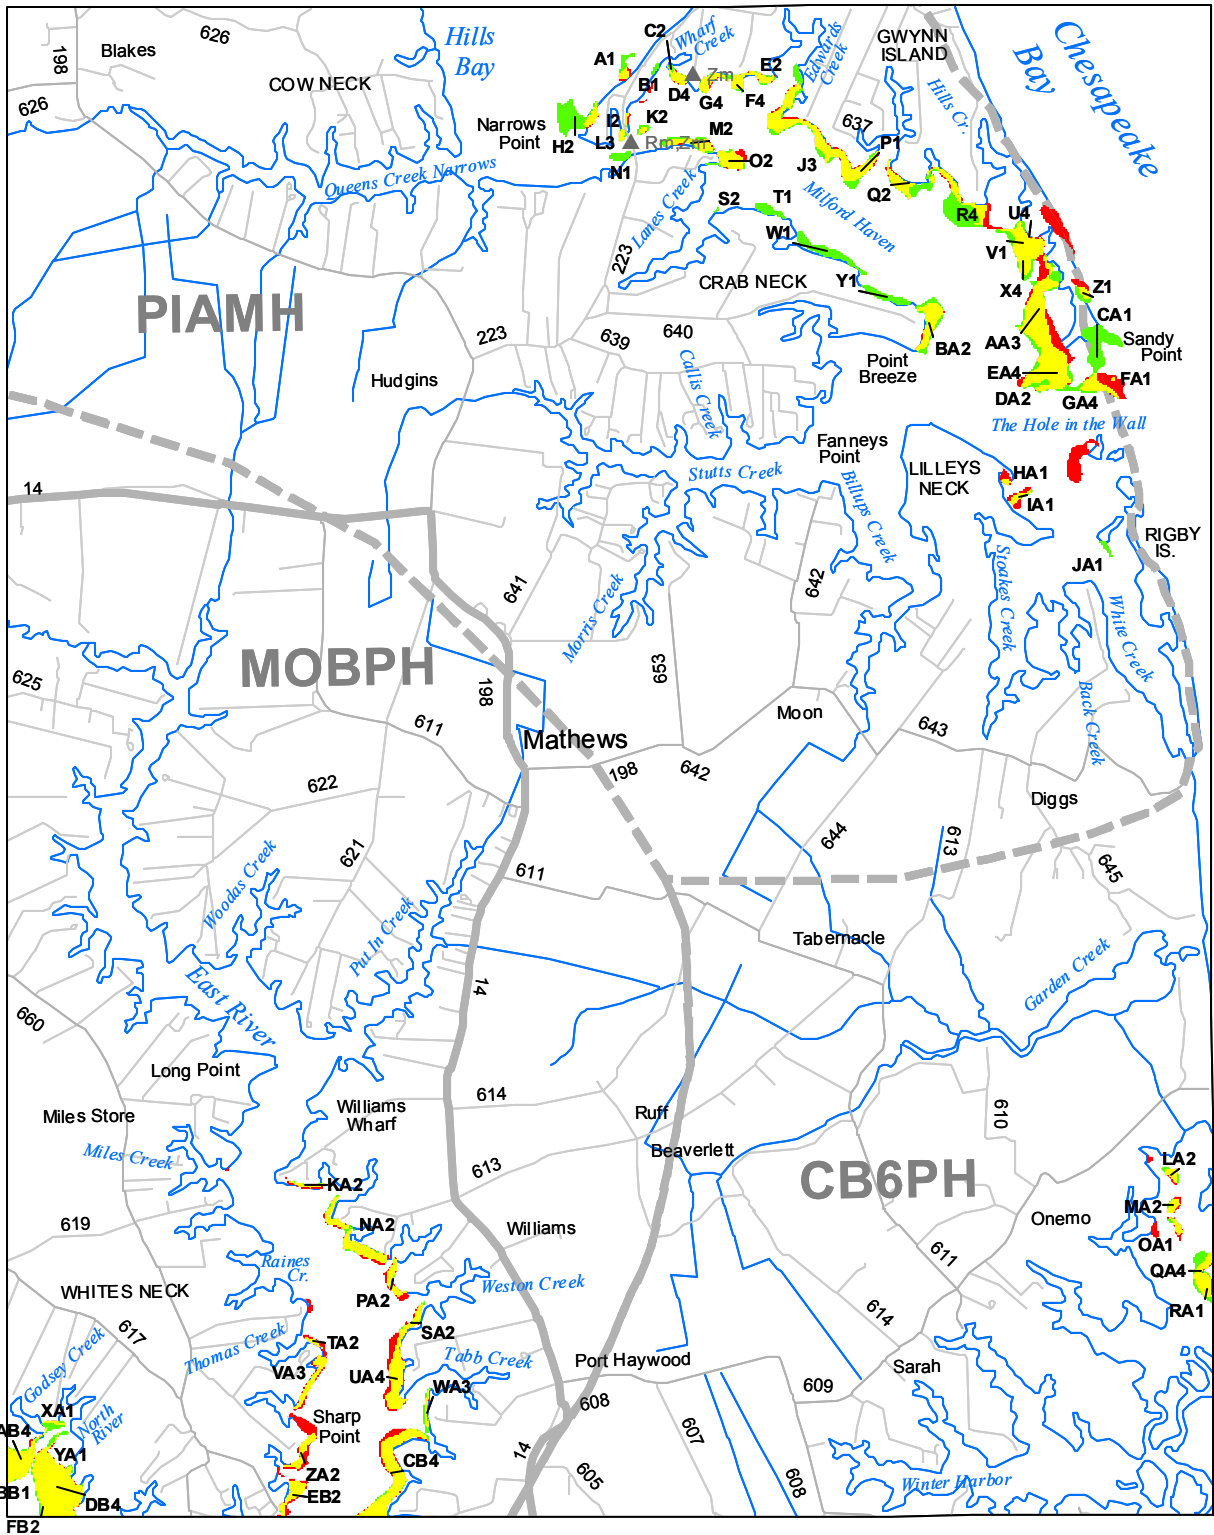 626
Blakes
198
COW NECK
626
Hills
Bay
C2
Wharf
Creek
A1
B1
D4
Zm
G4
E2
F4
Edwards
Creek
GWYNN
ISLAND
Hills Cr.
Chesapeake
Bay
Narrows
Point
H2
I2
K2
L3
Rm,Zm
M2
N1
O2
637
P1
J3
Q2
Queens Creek Narrows
Lanes Creek
S2
T1
W1
Milford Haven
R4
U4
V1
X4
Z1
CA1
223
CRAB NECK
Y1
PIAMH
223
639
640
AA3
Sandy
Point
BA2
Point
Breeze
EA4
FA1
DA2
GA4
Hudgins
Callis Creek
The Hole in the Wall
Fanneys
Point
Stutts Creek
LILLEYS
NECK
HA1
IA1
14
Billups Creek
RIGBY
IS.
JA1
Stoakes Creek
641
642
Morris Creek
White Creek
MOBPH
653
625
198
611
Back Creek
Moon
643
Mathews
198
642
622
Diggs
644
613
621
645
Woodas Creek
611
Put In Creek
Tabernacle
Garden Creek
East River
14
660
Long Point
614
Williams
Wharf
Ruff
610
Miles Store
Beaverlett
Miles Creek
613
CB6PH
LA2
KA2
MA2
619
NA2
Williams
Onemo
OA1
611
Raines
Cr.
QA4
WHITES NECK
Weston Creek
PA2
RA1
617
614
SA2
Thomas Creek
TA2
Tabb Creek
Port Haywood
Sarah
VA3
UA4
WA3
609
Godsey Creek
608
XA1
North
River
Sharp
Point
AB4
607
YA1
14
CB4
ZA2
605
608
Winter Harbor
BB1
DB4
EB2
FB2